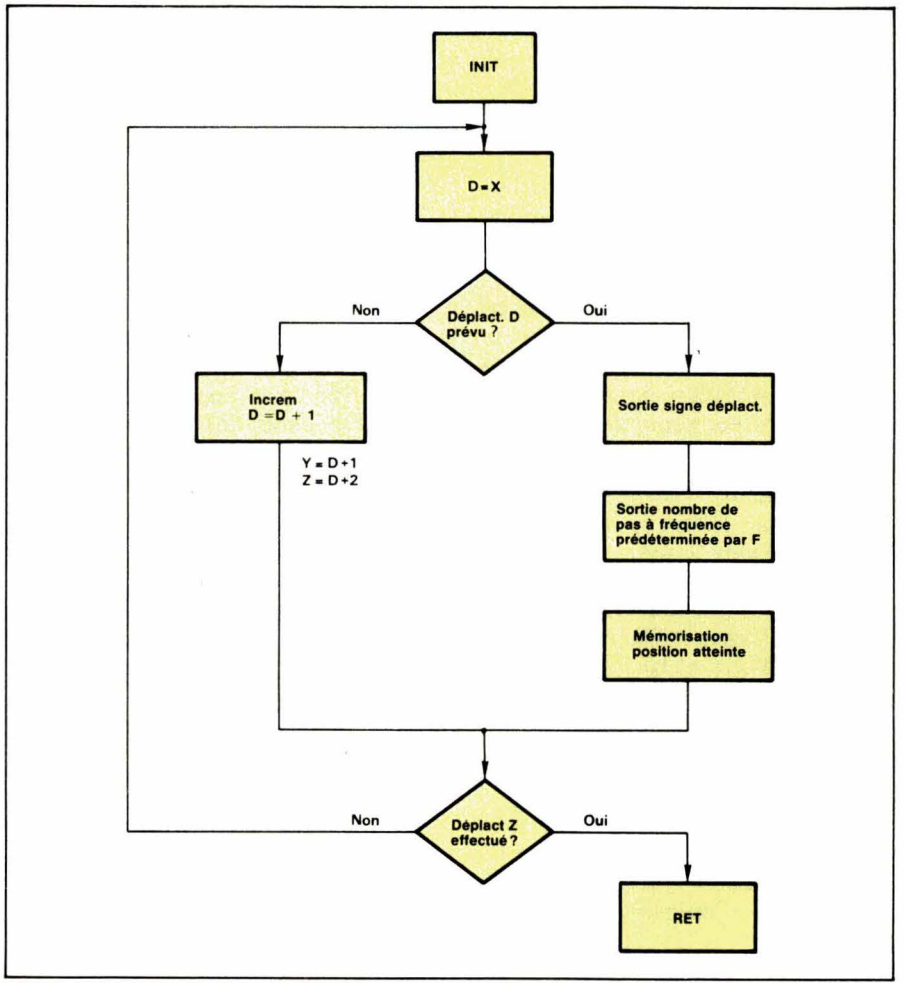 INIT
D=X
Non
Déplact. D
prévu ?
Oui
Increm
D = D + 1
Sortie signe déplact.
Y = D+1
Z = D+2
Sortie nombre de
pas à fréquence
prédéterminée par F
Mémorisation
position atteinte
Non
Déplact Z
effectué ?
Oui
RET